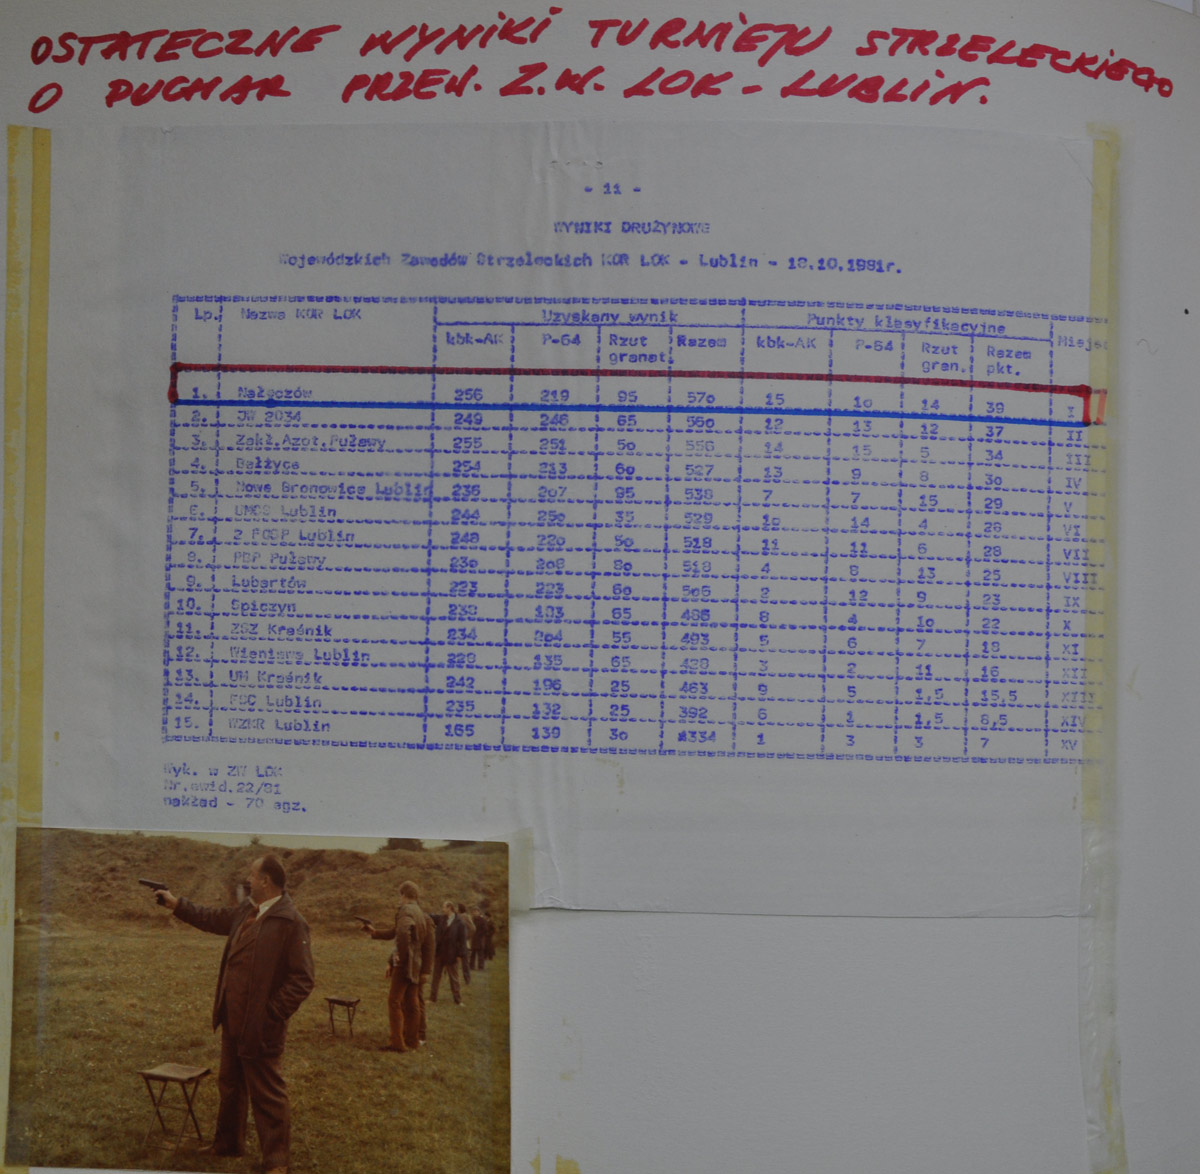 OSTATECZNE WYNIKI TURNIEJU STRZELECKIEGO
O PUCHAR PRZEW. Z.W. LOK - LUBLIN.
- 11 -
WYNIKI DRUŻYNOWE
Wojewódzkich Zawodów Strzeleckich KOR LOK - Lublin - 18.10.1981r.
Lp. Nazwa KOR LOK Uzyskany wynik Punkty klasyfikacyjne Miejsc
kbk-AK P-64 Rzut granat. Razem kbk-AK P-64 Rzut gran. Razem pkt.
1. Nałęczów 256 219 95 570 15 10 14 39 I
2. JW 2034 249 246 65 560 12 13 12 37 II
3. Zakł.Azot.Puławy 255 251 50 556 14 15 5 34 III
4. Bełżyce 254 213 60 527 13 9 8 30 IV
5. Nowe Bronowice Lublin 236 207 95 538 7 7 15 29 V
6. UMCS Lublin 244 250 35 529 10 14 4 28 VI
7. 2 Lublin 248 220 50 518 11 11 6 28 VII
8. PBP Puławy 230 208 80 518 4 8 13 25 VIII
9. Lubartów 223 223 60 506 2 12 9 23 IX
10. Spiczyn 238 183 65 486 8 4 10 22 X
11. ZSZ Kraśnik 234 204 55 493 5 6 7 18 XI
12. Wieniawa Lublin 228 135 65 428 3 2 11 16 XII
13. UM Kraśnik 242 196 25 463 9 5 1,5 15,5 XIII
14. FSC Lublin 235 132 25 392 6 1 1,5 8,5 XIV
15. WZKR Lublin 165 139 30 334 1 3 3 7 XV
Wyk. w ZW LOK
Nr.ewid.22/81
nakład - 70 egz.